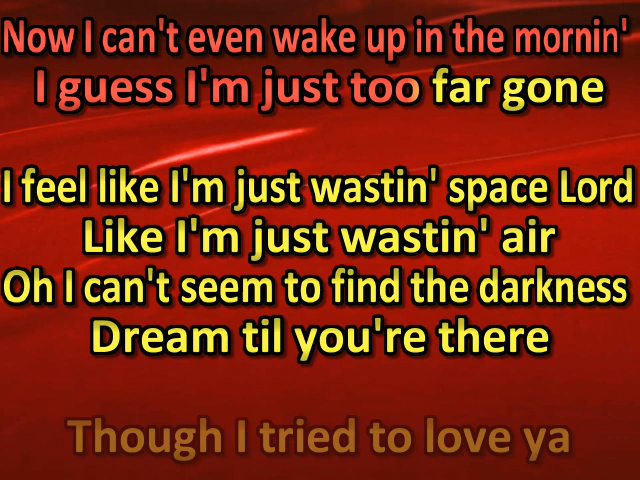 Now I can't even wake up in the mornin'
I guess I'm just too far gone
I feel like I'm just wastin' space Lord
Like I'm just wastin' air
Oh I can't seem to find the darkness
Dream til you're there
Though I tried to love ya